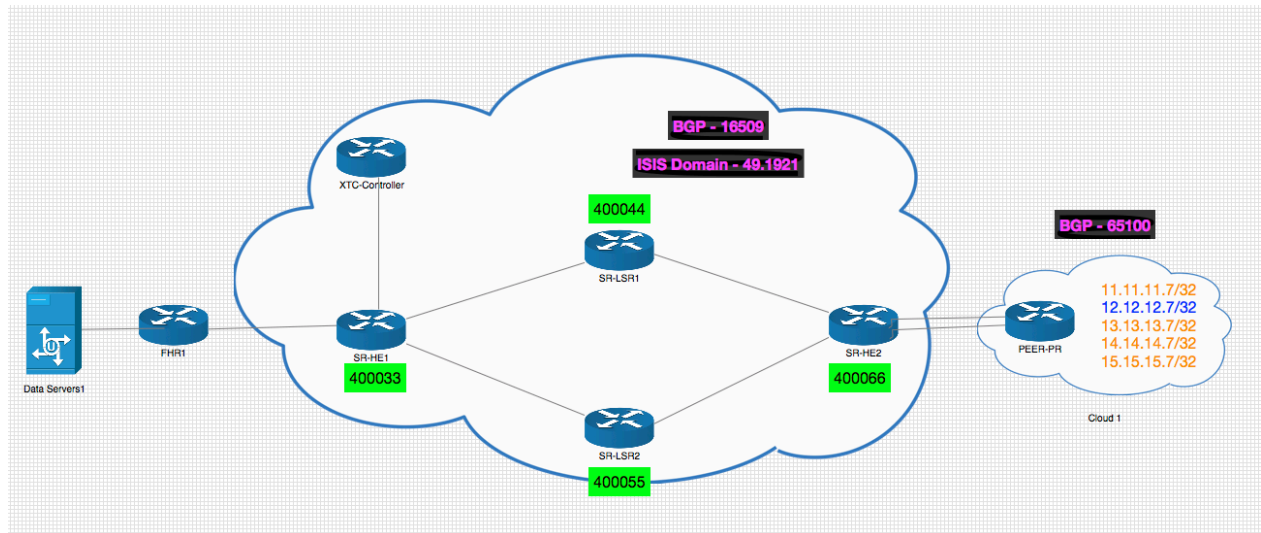 BGP - 16509
XTC-Controller
ISIS Domain - 49.1921
400044
BGP - 65100
SR-LSR1
11.11.11.7/32
12.12.12.7/32
13.13.13.7/32
14.14.14.7/32
15.15.15.7/32
U
FHR1
SR-HE1
SR-HE2
PEER-PR
400033
400066
Data Servers1
Cloud 1
SR-LSR2
400055